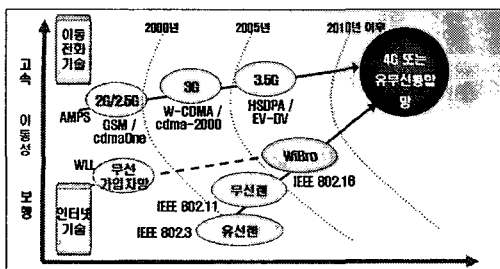 2000년
2005년
2010년 이후
이동
전화
기술
고속
이동성
보행
2G/2.5G
3G
3.5G
4G 또는
유무선통합
망
AMPS
GSM /
cdmaOne
W-CDMA /
cdma-2000
HSDPA /
EV-DV
WLL
무선
가입자망
WiBro
IEEE 802.16
무선랜
IEEE 802.11
인터넷
기술
IEEE 802.3
유선랜